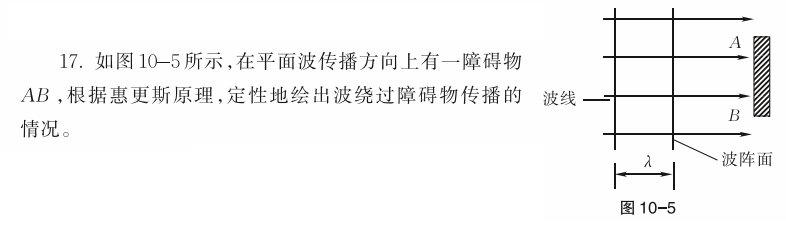 17. 如图10-5所示,在平面波传播方向上有一障碍物
AB,根据惠更斯原理,定性地绘出波绕过障碍物传播的
情况。
A
波线
B
波阵面
λ
图10-5